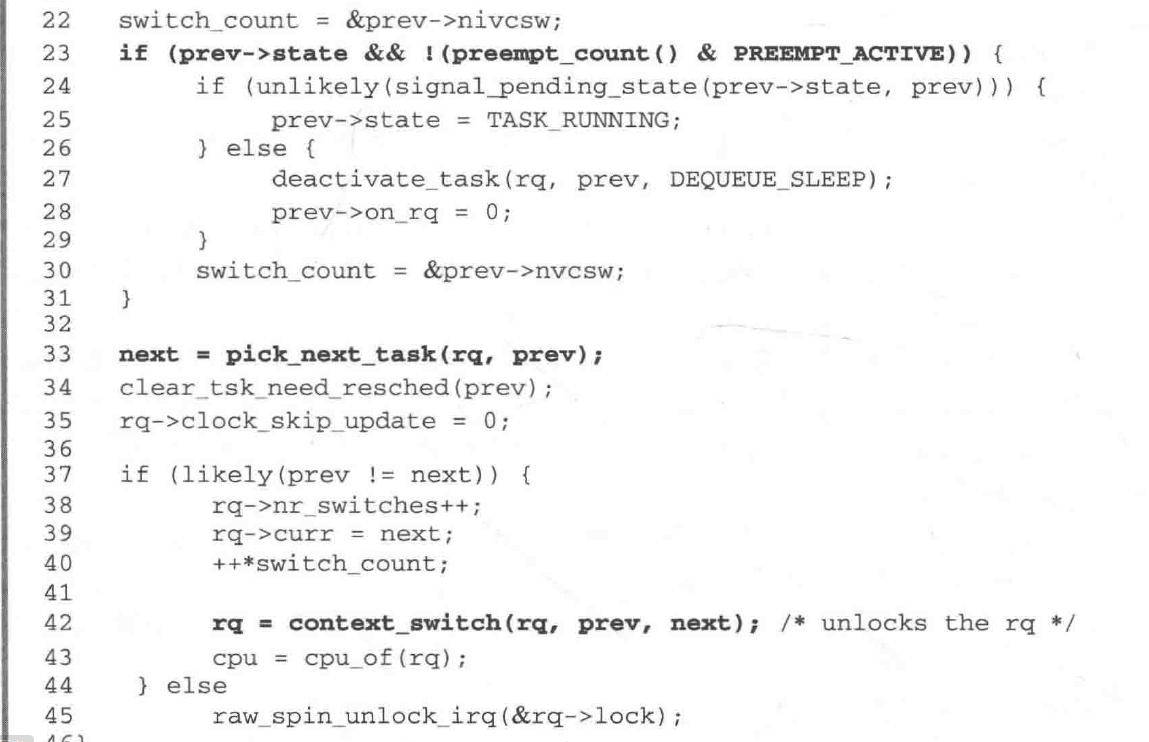 22 switch_count = &prev->nivcsw;
23 if (prev->state && !(preempt_count() & PREEMPT_ACTIVE)) {
24 if (unlikely(signal_pending_state(prev->state, prev))) {
25 prev->state = TASK_RUNNING;
26 } else {
27 deactivate_task(rq, prev, DEQUEUE_SLEEP);
28 prev->on_rq = 0;
29 }
30 switch_count = &prev->nvcsw;
31 }
32
33 next = pick_next_task(rq, prev);
34 clear_tsk_need_resched(prev);
35 rq->clock_skip_update = 0;
36
37 if (likely(prev != next)) {
38 rq->nr_switches++;
39 rq->curr = next;
40 ++*switch_count;
41
42 rq = context_switch(rq, prev, next); /* unlocks the rq */
43 cpu = cpu_of(rq);
44 } else
45 raw_spin_unlock_irq(&rq->lock);